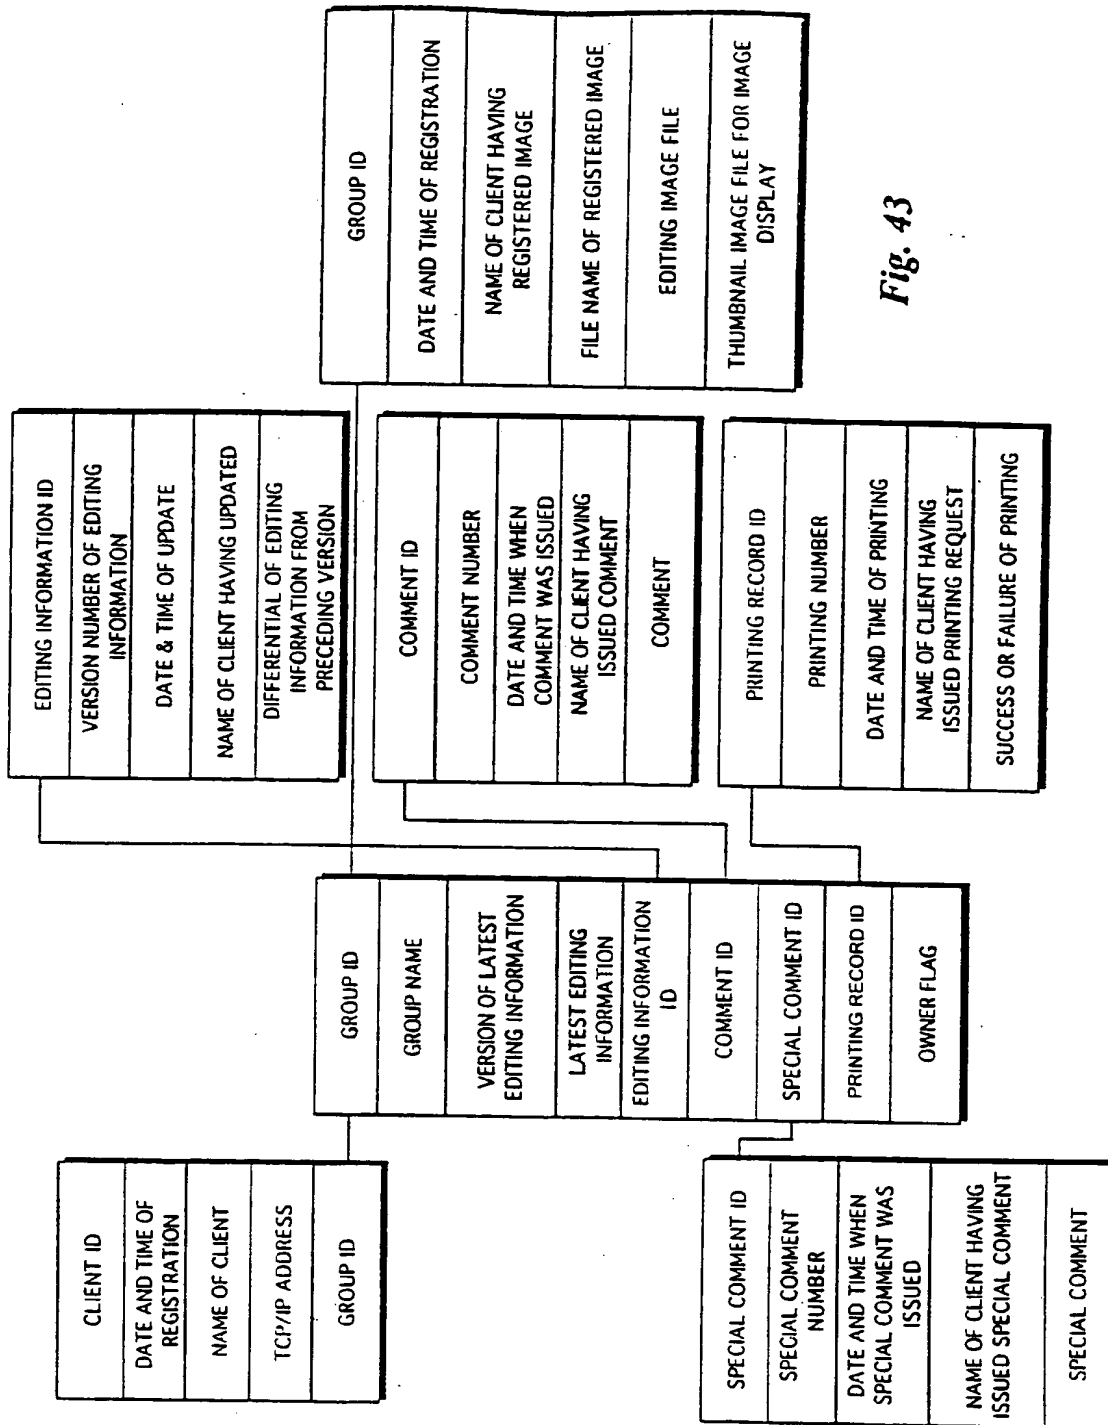 CLIENT ID
DATE AND TIME OF
REGISTRATION
NAME OF CLIENT
TCP/IP ADDRESS
GROUP ID
SPECIAL COMMENT ID
SPECIAL COMMENT
NUMBER
DATE AND TIME WHEN
SPECIAL COMMENT WAS
ISSUED
NAME OF CLIENT HAVING
ISSUED SPECIAL COMMENT
SPECIAL COMMENT
GROUP ID
GROUP NAME
VERSION OF LATEST
EDITING INFORMATION
LATEST EDITING
INFORMATION
EDITING INFORMATION
ID
COMMENT ID
SPECIAL COMMENT ID
PRINTING RECORD ID
OWNER FLAG
EDITING INFORMATION ID
VERSION NUMBER OF EDITING
INFORMATION
DATE & TIME OF UPDATE
NAME OF CLIENT HAVING UPDATED
DIFFERENTIAL OF EDITING
INFORMATION FROM
PRECEDING VERSION
COMMENT ID
COMMENT NUMBER
DATE AND TIME WHEN
COMMENT WAS ISSUED
NAME OF CLIENT HAVING
ISSUED COMMENT
COMMENT
PRINTING RECORD ID
PRINTING NUMBER
DATE AND TIME OF PRINTING
NAME OF CLIENT HAVING
ISSUED PRINTING REQUEST
SUCCESS OR FAILURE OF PRINTING
GROUP ID
DATE AND TIME OF REGISTRATION
NAME OF CLIENT HAVING
REGISTERED IMAGE
FILE NAME OF REGISTERED IMAGE
EDITING IMAGE FILE
THUMBNAIL IMAGE FILE FOR IMAGE
DISPLAY
Fig. 43